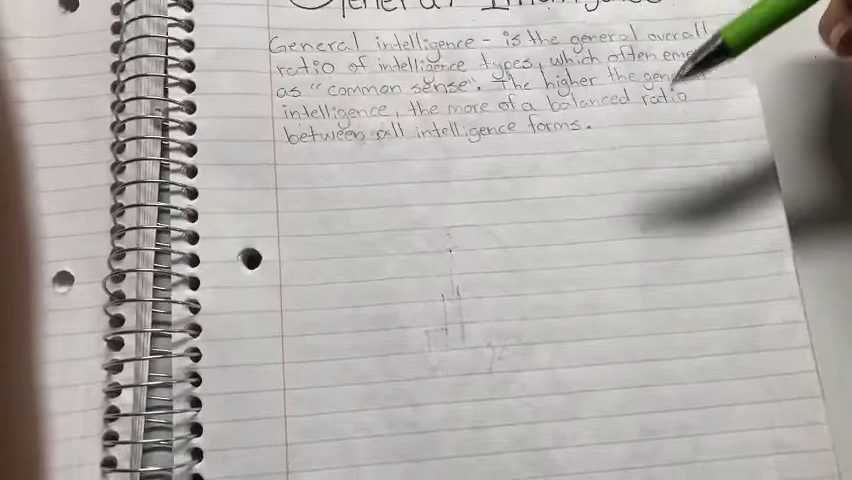 General
General intelligence - is the general overall
ratio of intelligence types, which often
as "common sense". The higher the
intelligence, the more of a balanced ratio
between all intelligence forms.